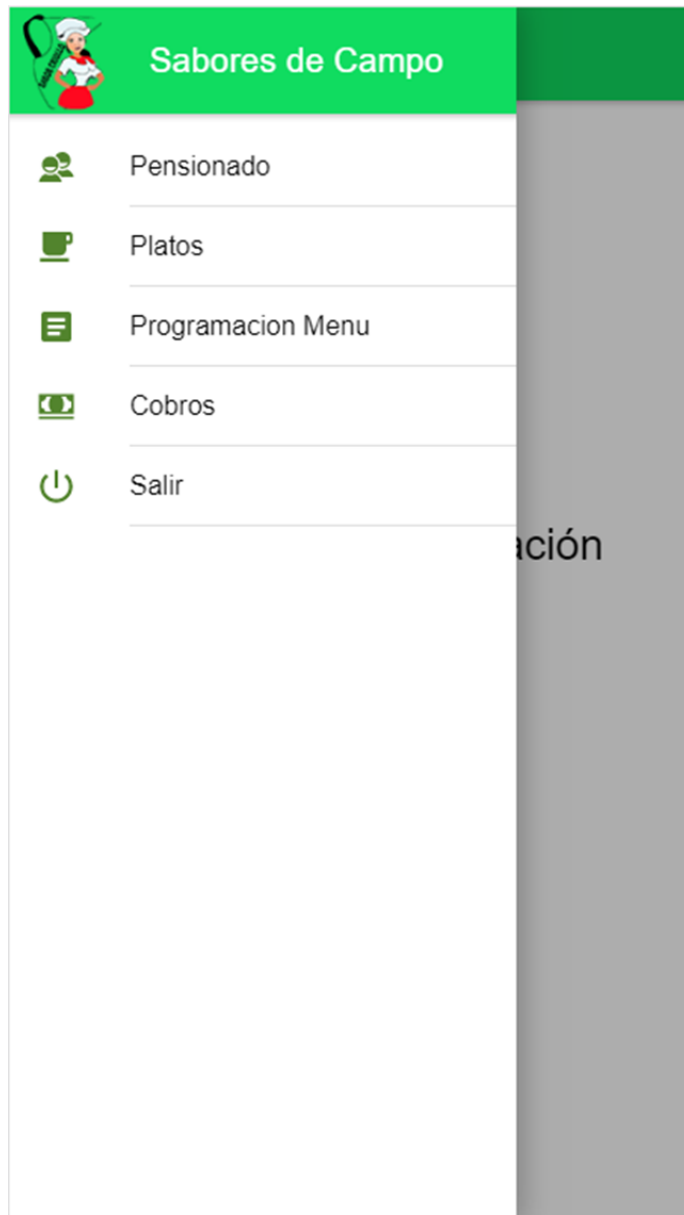 Sabores de Campo
Pensionado
Platos
Programacion Menu
Cobros
Salir
ación